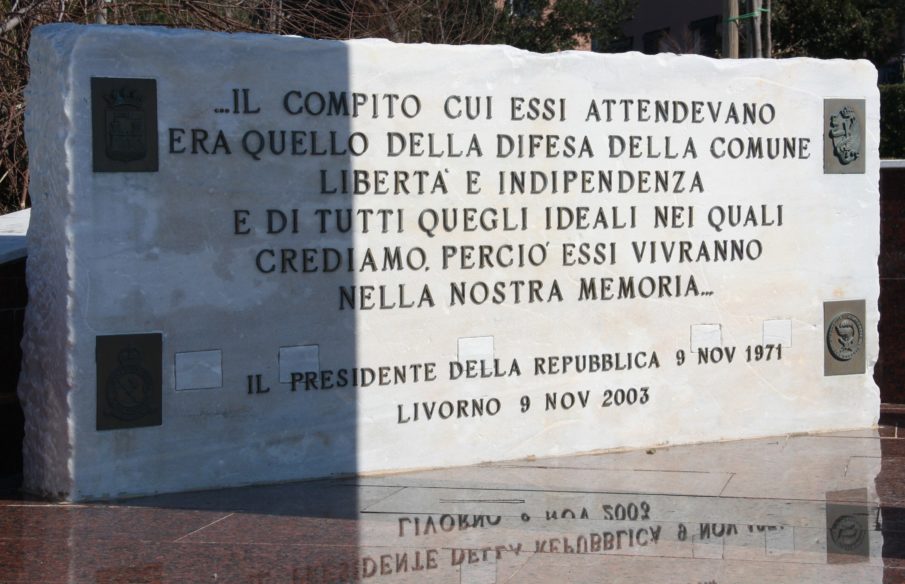 ...IL COMPITO CUI ESSI ATTENDEVANO
ERA QUELLO DELLA DIFESA DELLA COMUNE
LIBERTA' E INDIPENDENZA
E DI TUTTI QUEGLI IDEALI NEI QUALI
CREDIAMO. PERCIO' ESSI VIVRANNO
NELLA NOSTRA MEMORIA...
IL PRESIDENTE DELLA REPUBBLICA 9 NOV 1971
LIVORNO 9 NOV 2003